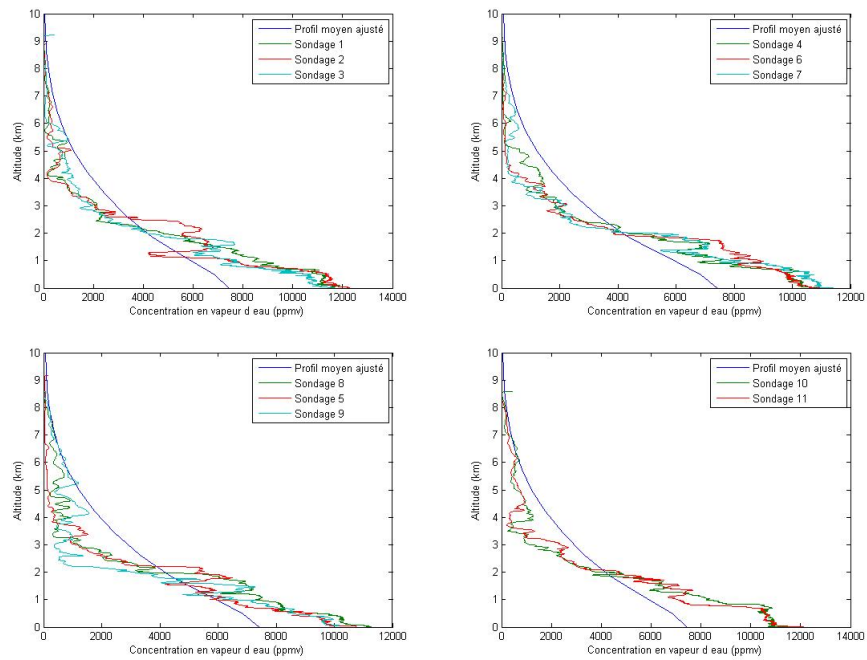 10
9
8
7
6
5
4
3
2
1
0
Altitude (km)
0 2000 4000 6000 8000 10000 12000 14000
Concentration en vapeur d eau (ppmv)
Profil moyen ajusté
Sondage 1
Sondage 2
Sondage 3
10
9
8
7
6
5
4
3
2
1
0
Altitude (km)
0 2000 4000 6000 8000 10000 12000
Concentration en vapeur d eau (ppmv)
Profil moyen ajusté
Sondage 4
Sondage 6
Sondage 7
10
9
8
7
6
5
4
3
2
1
0
Altitude (km)
0 2000 4000 6000 8000 10000 12000
Concentration en vapeur d eau (ppmv)
Profil moyen ajusté
Sondage 8
Sondage 5
Sondage 9
10
9
8
7
6
5
4
3
2
1
0
Altitude (km)
0 2000 4000 6000 8000 10000 12000 14000
Concentration en vapeur d eau (ppmv)
Profil moyen ajusté
Sondage 10
Sondage 11